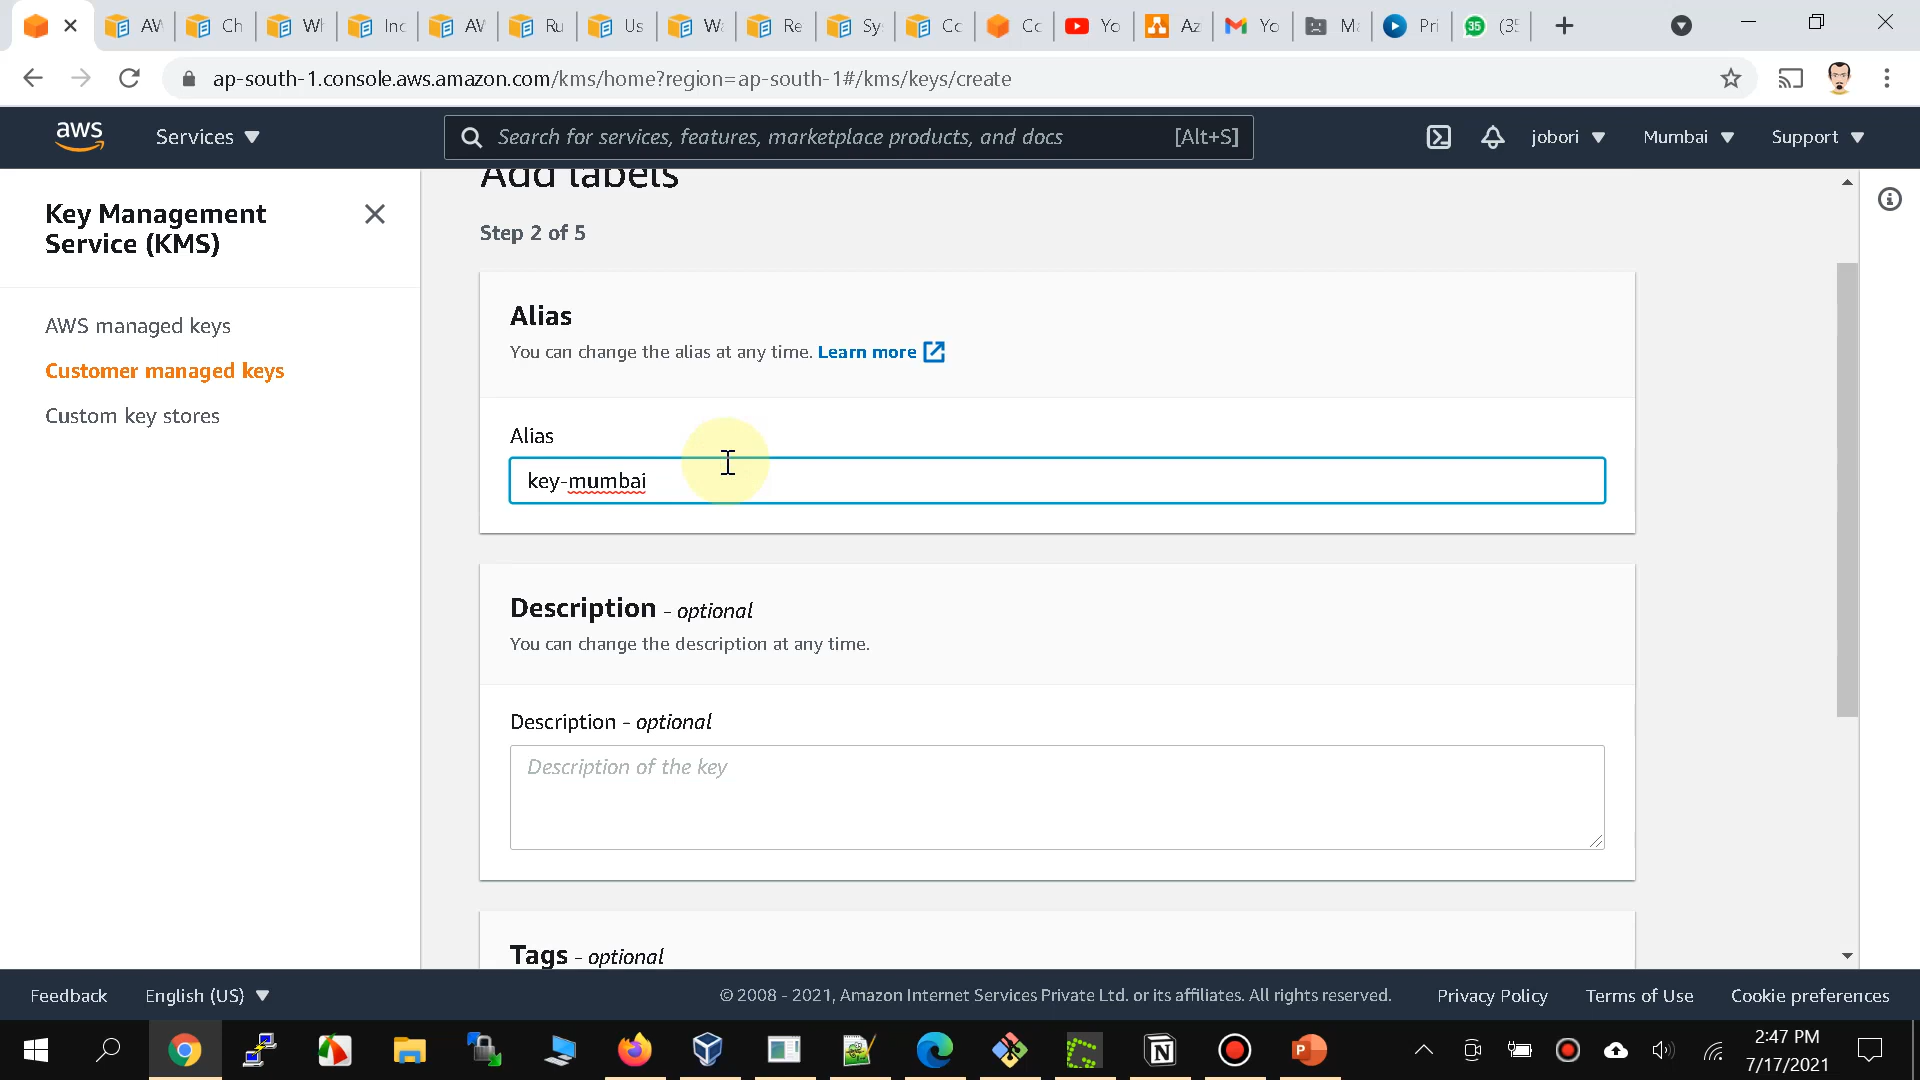 AW
Ch
Wh
Inc
AW
Ru
Us
Wa
Re
Sy
Co
Co
Yo
Az
Yo
Ma
Pri
35
(35
ap-south-1.console.aws.amazon.com/kms/home?region=ap-south-1#/kms/keys/create
aws
Services
Search for services, features, marketplace products, and docs
[Alt+S]
jobori
Mumbai
Support
Key Management
Service (KMS)
AWS managed keys
Customer managed keys
Custom key stores
Add labels
Step 2 of 5
Alias
You can change the alias at any time. Learn more
Alias
key-mumbai
Description - optional
You can change the description at any time.
Description - optional
Description of the key
Tags - optional
Feedback
English (US)
© 2008 - 2021, Amazon Internet Services Private Ltd. or its affiliates. All rights reserved.
Privacy Policy
Terms of Use
Cookie preferences
2:47 PM
7/17/2021